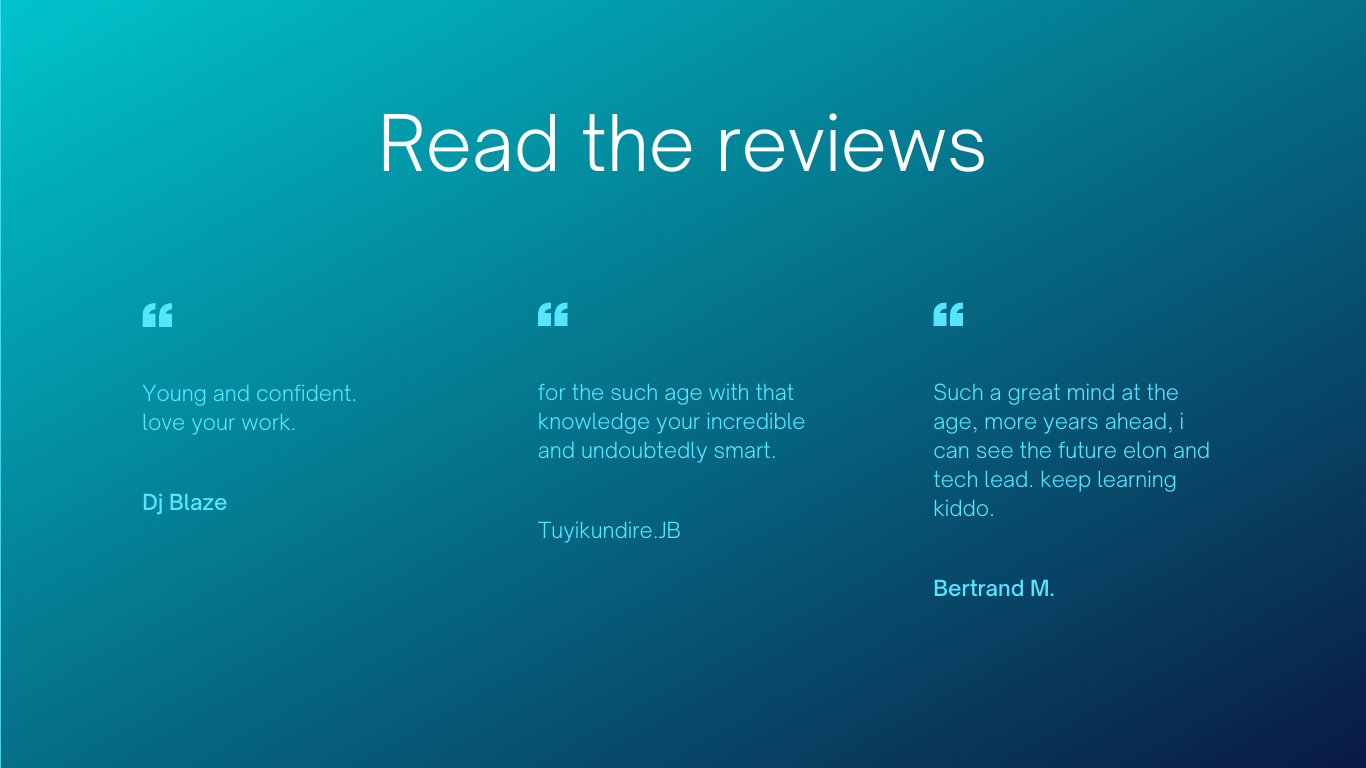 Read the reviews
“
Young and confident.
love your work.
Dj Blaze
“
for the such age with that
knowledge your incredible
and undoubtedly smart.
Tuyikundire.JB
“
Such a great mind at the
age, more years ahead, i
can see the future elon and
tech lead. keep learning
kiddo.
Bertrand M.